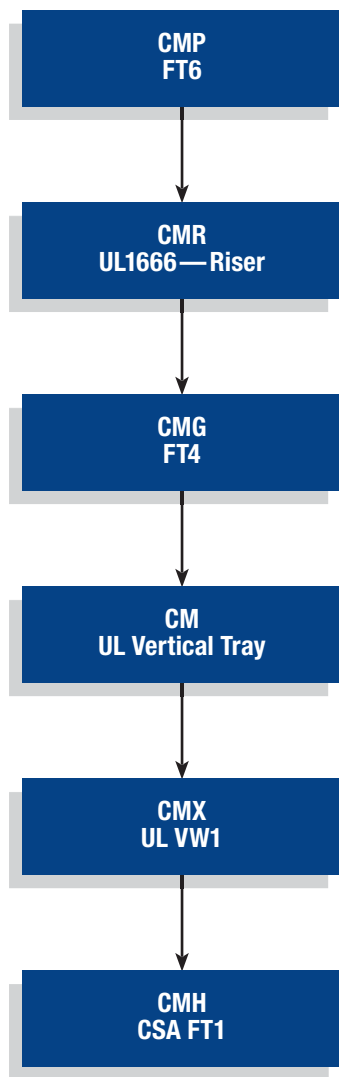 CMP
FT6
CMR
UL1666—Riser
CMG
FT4
CM
UL Vertical Tray
CMX
UL VW1
CMH
CSA FT1